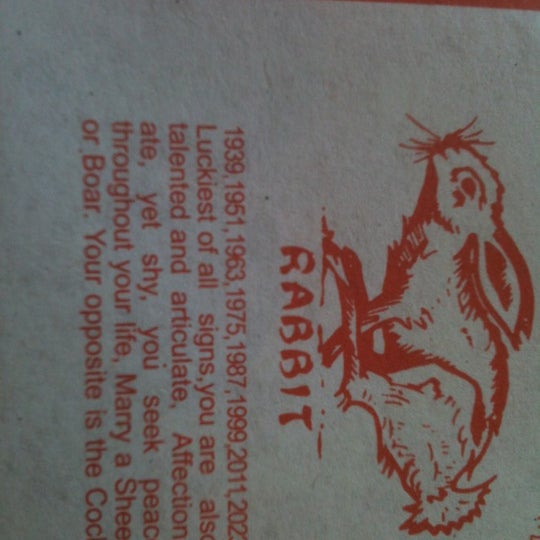 RABBIT
1939,1951,1963,1975,1987,1999,2011,202
Luckiest of all signs,you are also
talented and articulate, Affection
ate, yet shy, you seek peac
throughout your life, Marry a Shee
or Boar. Your opposite is the Coc